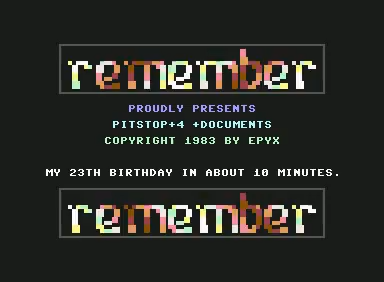 remember
PROUDLY PRESENTS
PITSTOP+4 +DOCUMENTS
COPYRIGHT 1983 BY EPYX
MY 23TH BIRTHDAY IN ABOUT 10 MINUTES.
remember